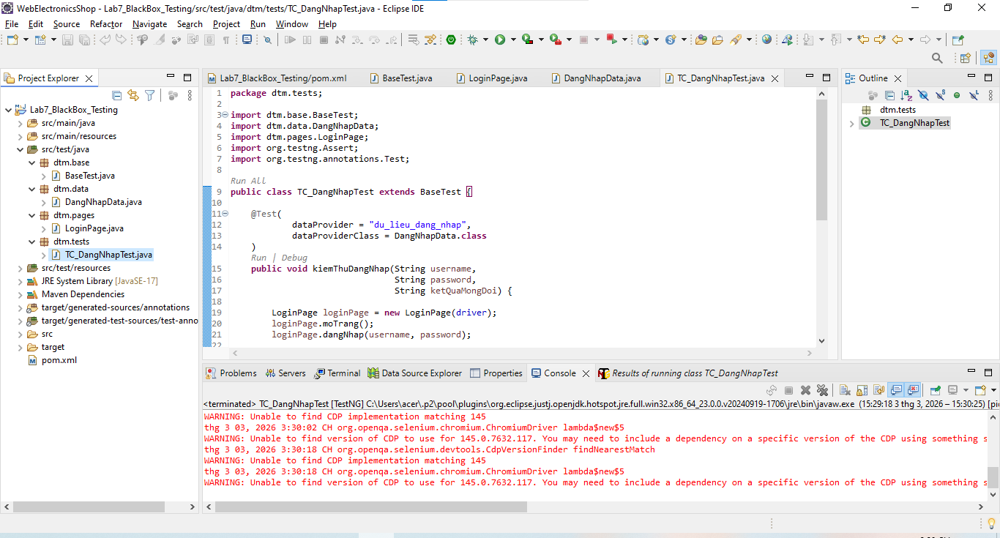 WebElectronicsShop - Lab7_BlackBox_Testing/src/test/java/dtm/tests/TC_DangNhapTest.java - Eclipse IDE
File Edit Source Refactor Navigate Search Project Run Window Help
Project Explorer
Lab7_BlackBox_Testing
src/main/java
src/main/resources
src/test/java
dtm.base
BaseTest.java
dtm.data
DangNhapData.java
dtm.pages
LoginPage.java
dtm.tests
TC_DangNhapTest.java
src/test/resources
JRE System Library [JavaSE-17]
Maven Dependencies
target/generated-sources/annotations
target/generated-test-sources/test-anno
src
target
pom.xml
Lab7_BlackBox_Testing/pom.xml BaseTest.java LoginPage.java DangNhapData.java TC_DangNhapTest.java
1 package dtm.tests;
2
3 import dtm.base.BaseTest;
4 import dtm.data.DangNhapData;
5 import dtm.pages.LoginPage;
6 import org.testng.Assert;
7 import org.testng.annotations.Test;
8
Run All
9 public class TC_DangNhapTest extends BaseTest {
10
11 @Test(
12 dataProvider = "du_lieu_dang_nhap",
13 dataProviderClass = DangNhapData.class
14 )
Run | Debug
15 public void kiemThuDangNhap(String username,
16 String password,
17 String ketQuaMongDoi) {
18
19 LoginPage loginPage = new LoginPage(driver);
20 loginPage.moTrang();
21 loginPage.dangNhap(username, password);
22
Outline
dtm.tests
TC_DangNhapTest
Problems Servers Terminal Data Source Explorer Properties Console Results of running class TC_DangNhapTest
<terminated> TC_DangNhapTest [TestNG] C:\Users\acer\.p2\pool\plugins\org.eclipse.justj.openjdk.hotspot.jre.full.win32.x86_64_23.0.0.v20240919-1706\jre\bin\javaw.exe (15:29:18 3 thg 3, 2026 – 15:30:25) [pi
WARNING: Unable to find CDP implementation matching 145
thg 3 03, 2026 3:30:02 CH org.openqa.selenium.chromium.ChromiumDriver lambda$new$5
WARNING: Unable to find version of CDP to use for 145.0.7632.117. You may need to include a dependency on a specific version of the CDP using something s
thg 3 03, 2026 3:30:18 CH org.openqa.selenium.devtools.CdpVersionFinder findNearestMatch
WARNING: Unable to find CDP implementation matching 145
thg 3 03, 2026 3:30:18 CH org.openqa.selenium.chromium.ChromiumDriver lambda$new$5
WARNING: Unable to find version of CDP to use for 145.0.7632.117. You may need to include a dependency on a specific version of the CDP using something s